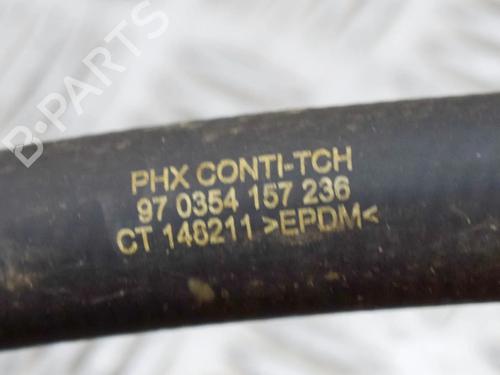 B-PARTS
PHX CONTI-TCH
97 0354 157 236
CT 148211 >EPDM<